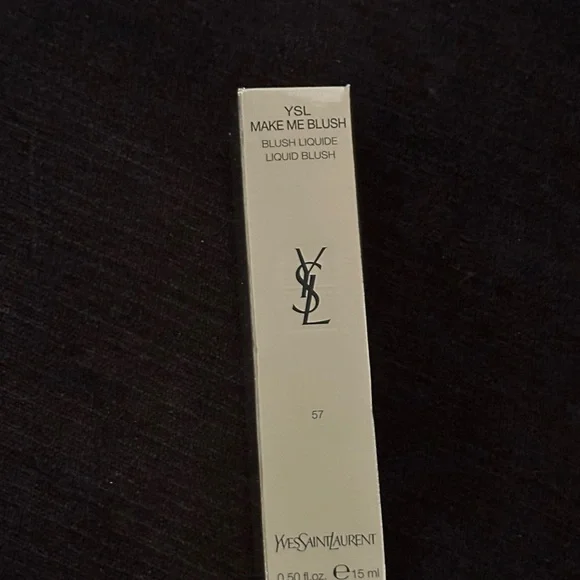 YSL
MAKE ME BLUSH
BLUSH LIQUIDE
LIQUID BLUSH
YSL
57
YVESSAINTLAURENT
0.50 fl.oz. ℮ 15 ml